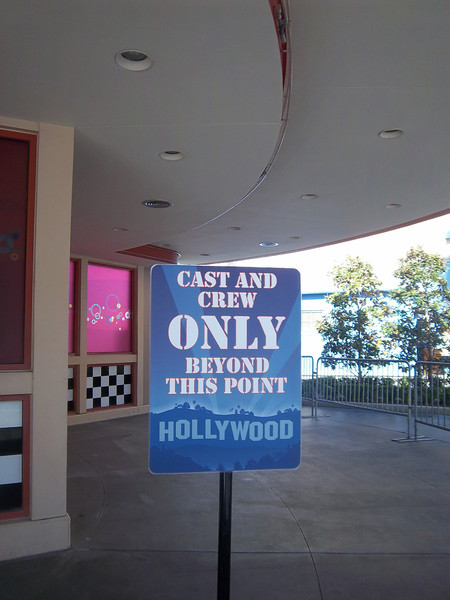 CAST AND
CREW
ONLY
BEYOND
THIS POINT
HOLLYWOOD